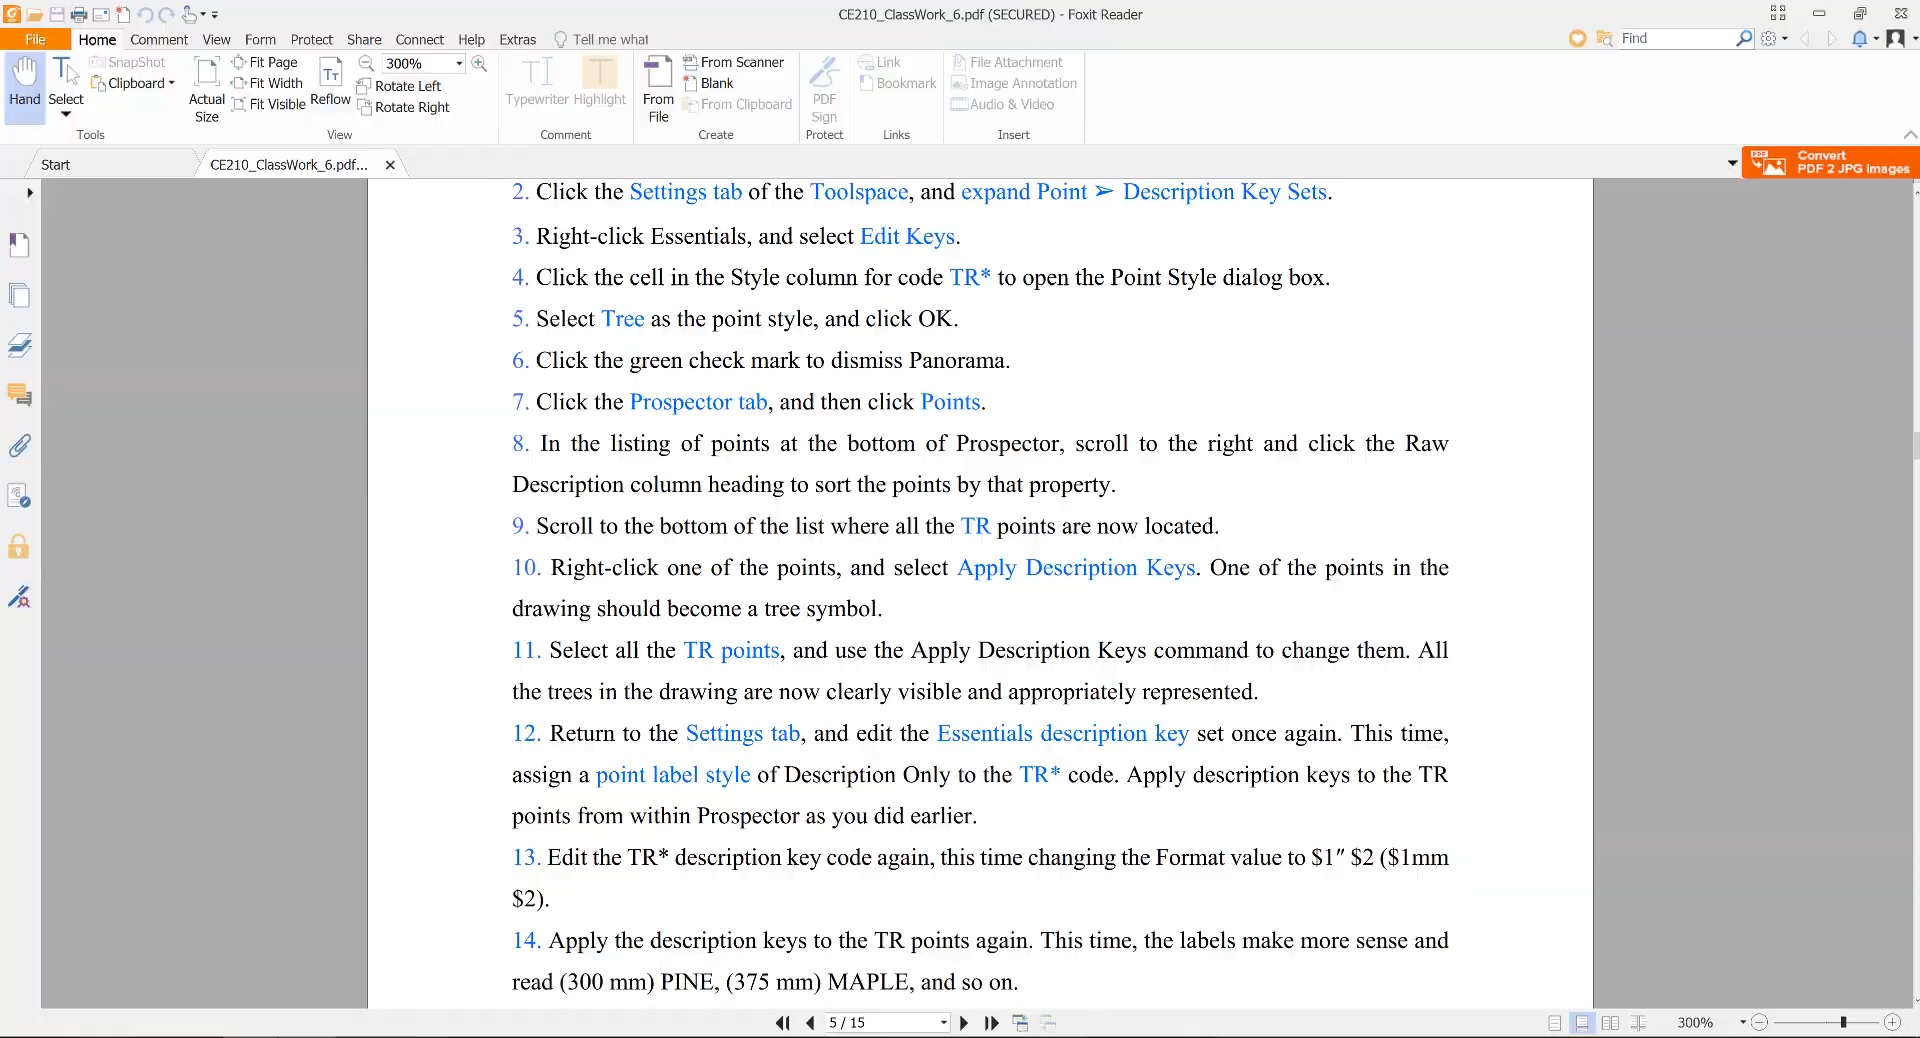 CE210_ClassWork_6.pdf (SECURED) - Foxit Reader
File Home Comment View Form Protect Share Connect Help Extras Tell me what Find
SnapShot
Clipboard
Hand Select
Tools
Actual Size
Fit Page
Fit Width
Fit Visible
Reflow
300%
Rotate Left
Rotate Right
View
Typewriter Highlight
Comment
From File
From Scanner
Blank
From Clipboard
Create
PDF Sign
Protect
Link
Bookmark
Links
File Attachment
Image Annotation
Audio & Video
Insert
Start CE210_ClassWork_6.pdf...
Convert
PDF 2 JPG Images
2. Click the Settings tab of the Toolspace, and expand Point ➢ Description Key Sets.
3. Right-click Essentials, and select Edit Keys.
4. Click the cell in the Style column for code TR* to open the Point Style dialog box.
5. Select Tree as the point style, and click OK.
6. Click the green check mark to dismiss Panorama.
7. Click the Prospector tab, and then click Points.
8. In the listing of points at the bottom of Prospector, scroll to the right and click the Raw
Description column heading to sort the points by that property.
9. Scroll to the bottom of the list where all the TR points are now located.
10. Right-click one of the points, and select Apply Description Keys. One of the points in the
drawing should become a tree symbol.
11. Select all the TR points, and use the Apply Description Keys command to change them. All
the trees in the drawing are now clearly visible and appropriately represented.
12. Return to the Settings tab, and edit the Essentials description key set once again. This time,
assign a point label style of Description Only to the TR* code. Apply description keys to the TR
points from within Prospector as you did earlier.
13. Edit the TR* description key code again, this time changing the Format value to $1″ $2 ($1mm
$2).
14. Apply the description keys to the TR points again. This time, the labels make more sense and
read (300 mm) PINE, (375 mm) MAPLE, and so on.
5 / 15
300%